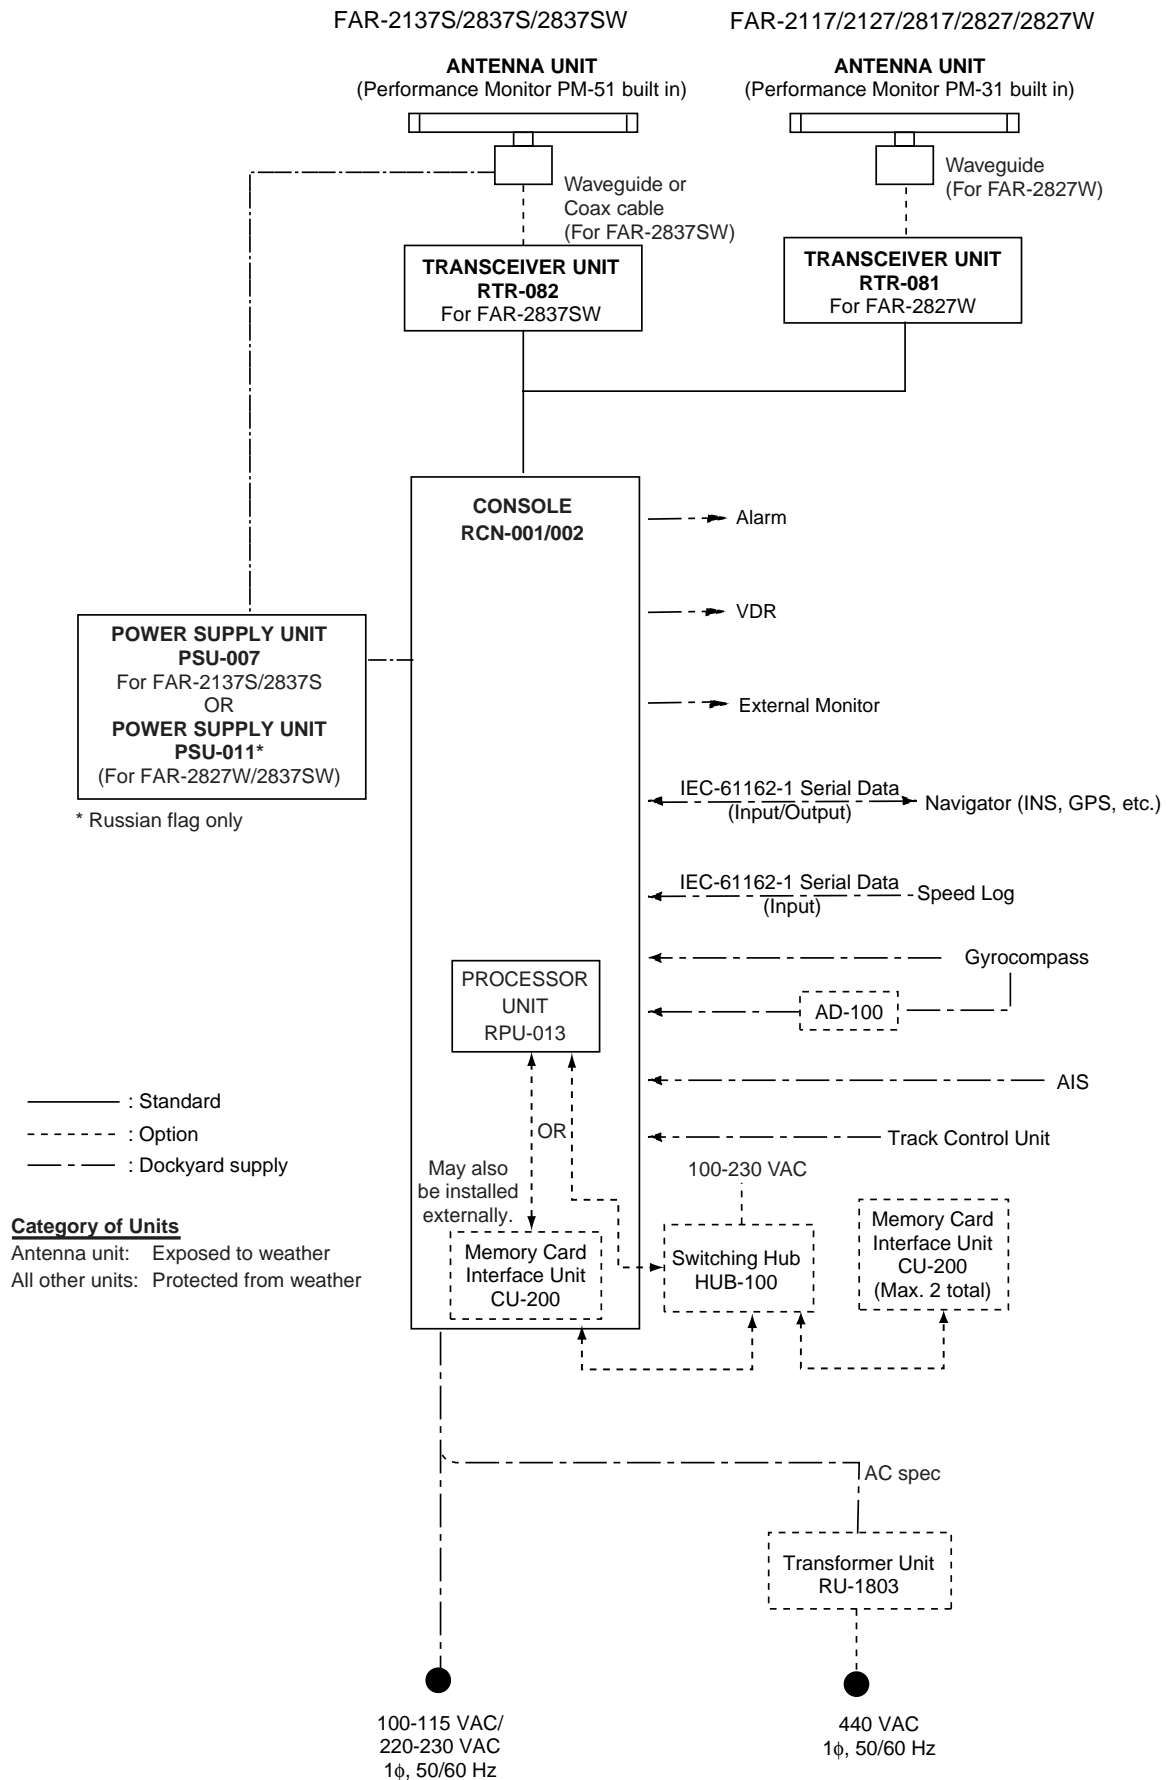 FAR-2137S/2837S/2837SW
FAR-2117/2127/2817/2827/2827W
ANTENNA UNIT
(Performance Monitor PM-51 built in)
ANTENNA UNIT
(Performance Monitor PM-31 built in)
Waveguide or
Coax cable
(For FAR-2837SW)
Waveguide
(For FAR-2827W)
TRANSCEIVER UNIT
RTR-082
For FAR-2837SW
TRANSCEIVER UNIT
RTR-081
For FAR-2827W
CONSOLE
RCN-001/002
Alarm
VDR
External Monitor
POWER SUPPLY UNIT
PSU-007
For FAR-2137S/2837S
OR
POWER SUPPLY UNIT
PSU-011*
(For FAR-2827W/2837SW)
* Russian flag only
IEC-61162-1 Serial Data
(Input/Output)
Navigator (INS, GPS, etc.)
IEC-61162-1 Serial Data
(Input)
Speed Log
Gyrocompass
AD-100
PROCESSOR
UNIT
RPU-013
AIS
Track Control Unit
: Standard
: Option
: Dockyard supply
OR
May also
be installed
externally.
100-230 VAC
Category of Units
Antenna unit: Exposed to weather
All other units: Protected from weather
Memory Card
Interface Unit
CU-200
Switching Hub
HUB-100
Memory Card
Interface Unit
CU-200
(Max. 2 total)
AC spec
Transformer Unit
RU-1803
100-115 VAC/
220-230 VAC
1ϕ, 50/60 Hz
440 VAC
1ϕ, 50/60 Hz